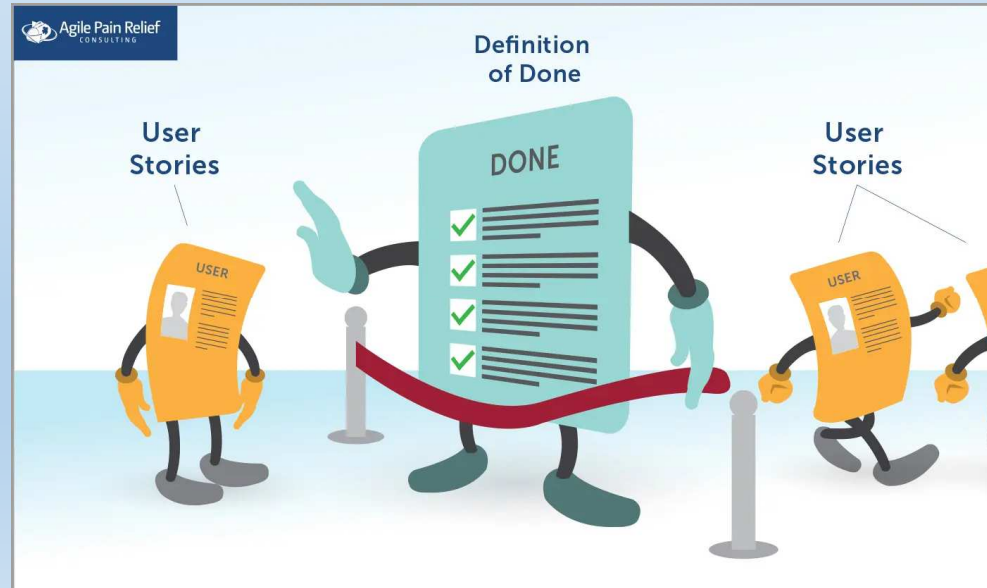 Agile Pain Relief
CONSULTING
Definition
of Done
User
Stories
User
Stories
DONE
USER
USER